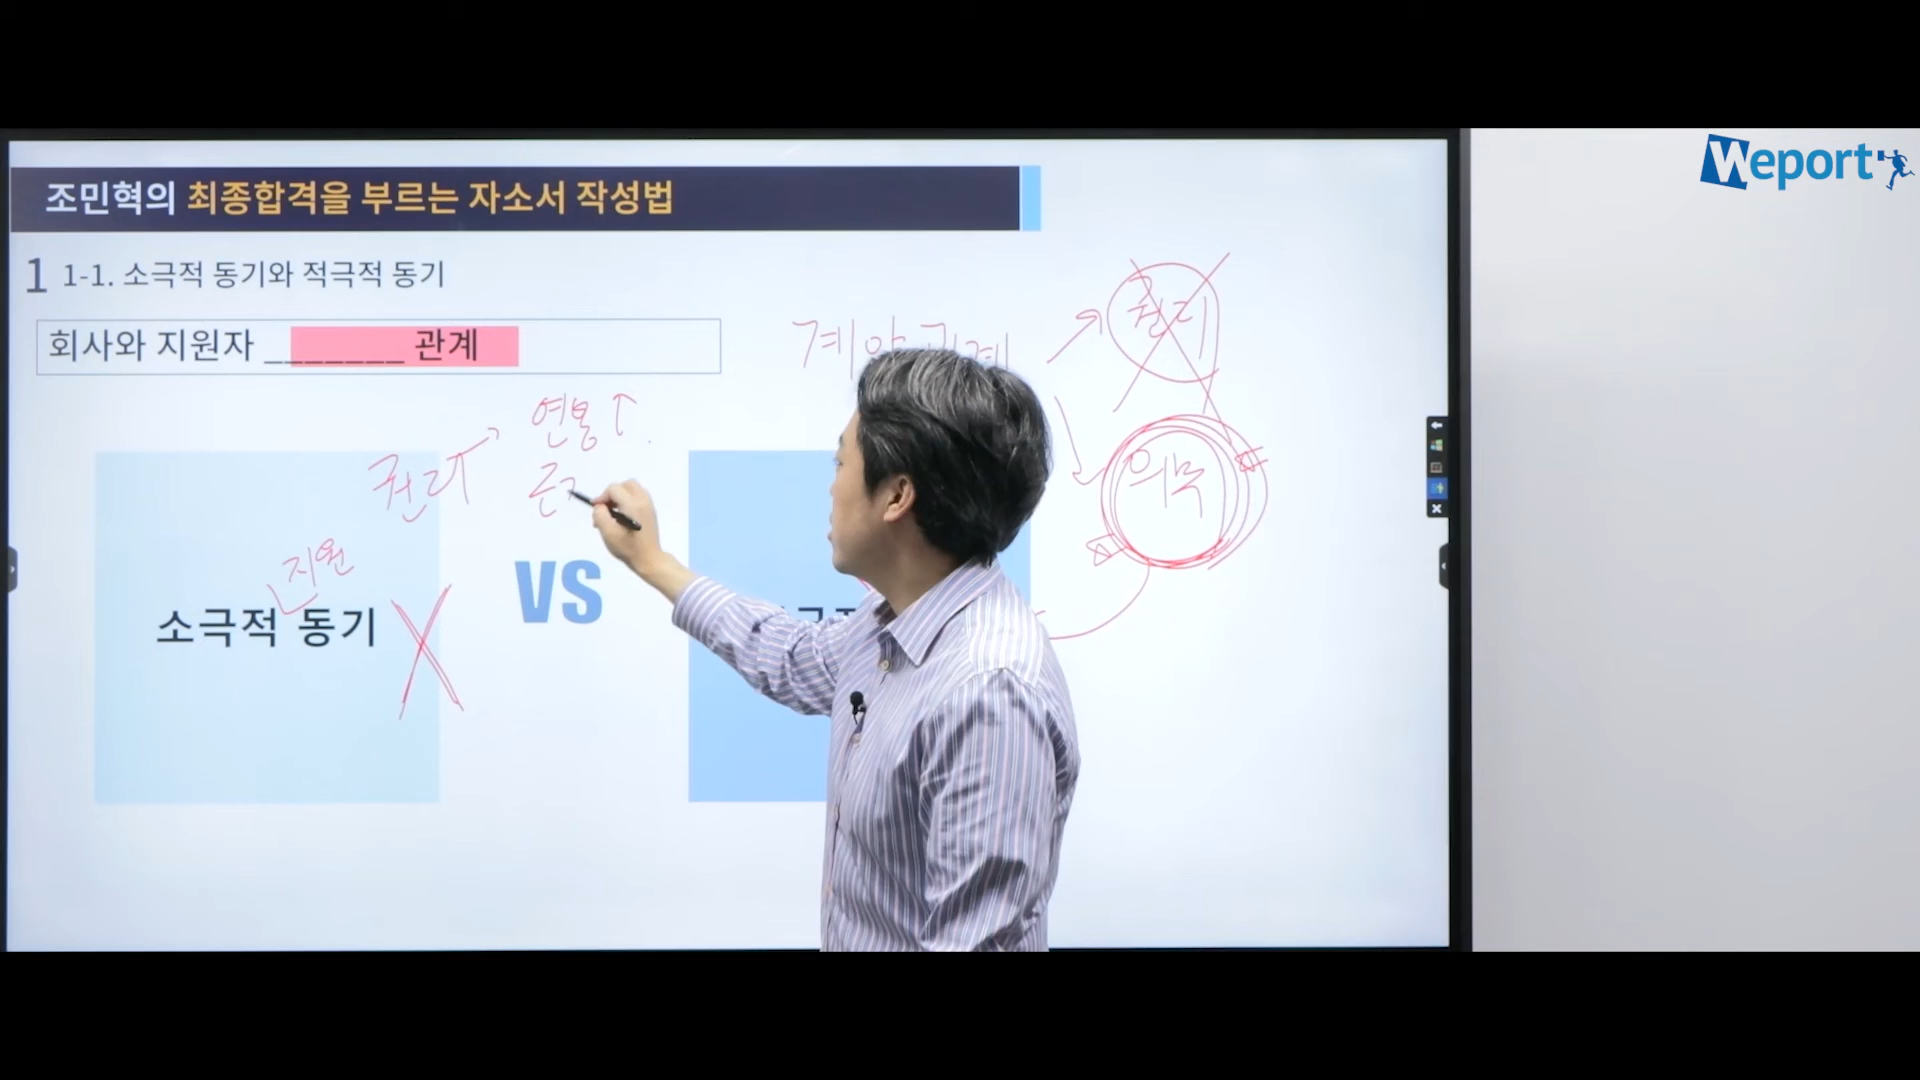 Weport
조민혁의 최종합격을 부르는 자소서 작성법
1 1-1. 소극적 동기와 적극적 동기
회사와 지원자 _______ 관계
계약관계
권리
의무
연봉↑
권리
지원
소극적 동기
VS